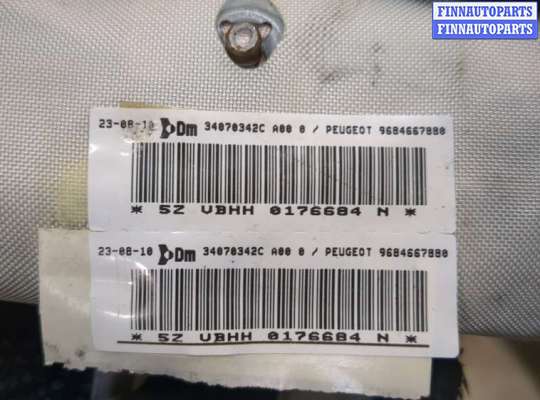 FINNAUTOPARTS
FINNAUTOPARTS
FINNAUTOPARTS
23-08-10 Dm 34070342C A00 0 / PEUGEOT 9684667880
* 5Z VBHH 0176684 N *
23-08-10 Dm 34070342C A00 0 / PEUGEOT 9684667880
* 5Z VBHH 0176684 N *